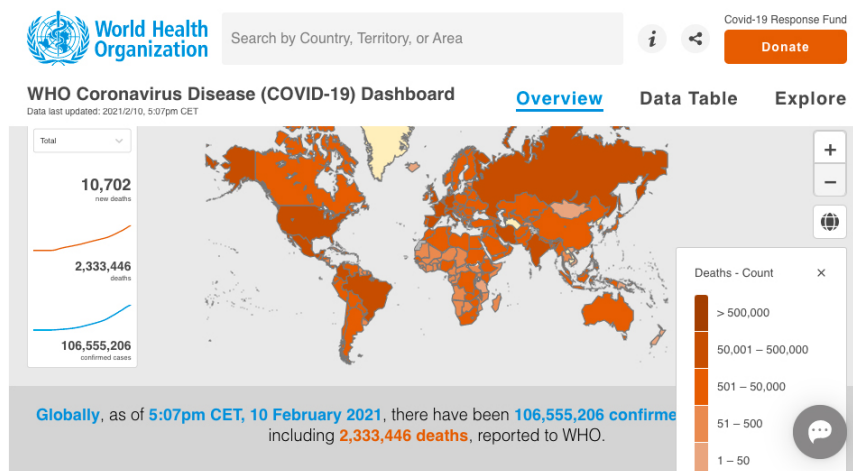 World Health
Organization
Search by Country, Territory, or Area
i
Covid-19 Response Fund
Donate
WHO Coronavirus Disease (COVID-19) Dashboard
Data last updated: 2021/2/10, 5:07pm CET
Overview
Data Table
Explore
Total
10,702
new deaths
2,333,446
deaths
106,555,206
confirmed cases
+
−
Deaths - Count
×
> 500,000
50,001 – 500,000
501 – 50,000
51 – 500
1 – 50
Globally, as of 5:07pm CET, 10 February 2021, there have been 106,555,206 confirme
including 2,333,446 deaths, reported to WHO.